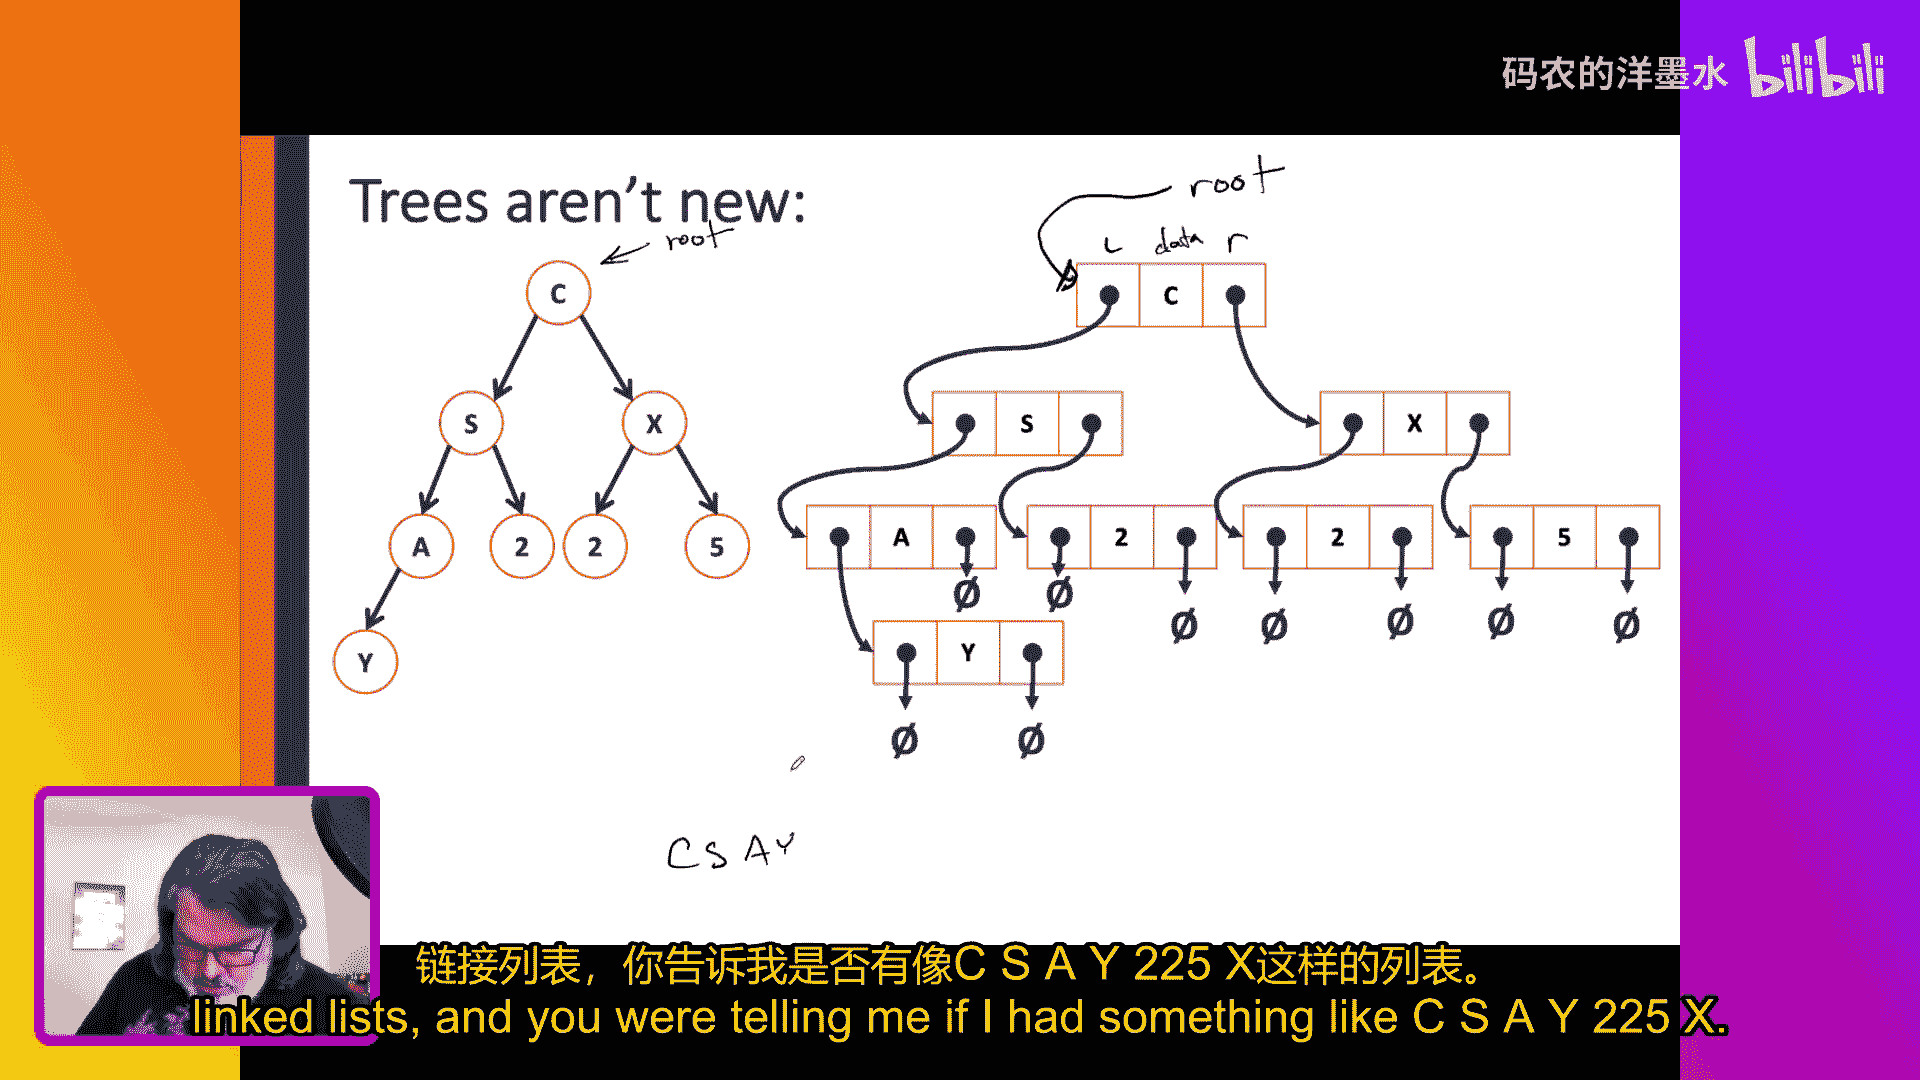 码农的洋墨水 bilibili
Trees aren't new:
root
root
L data r
C
C
S X
S X
A 2 2 5
A 2 2 5
Ø Ø
Ø Ø Ø Ø Ø
Y
Y
Ø Ø
C S A Y
链接列表，你告诉我是否有像C S A Y 225 X这样的列表。
linked lists, and you were telling me if I had something like C S A Y 225 X.